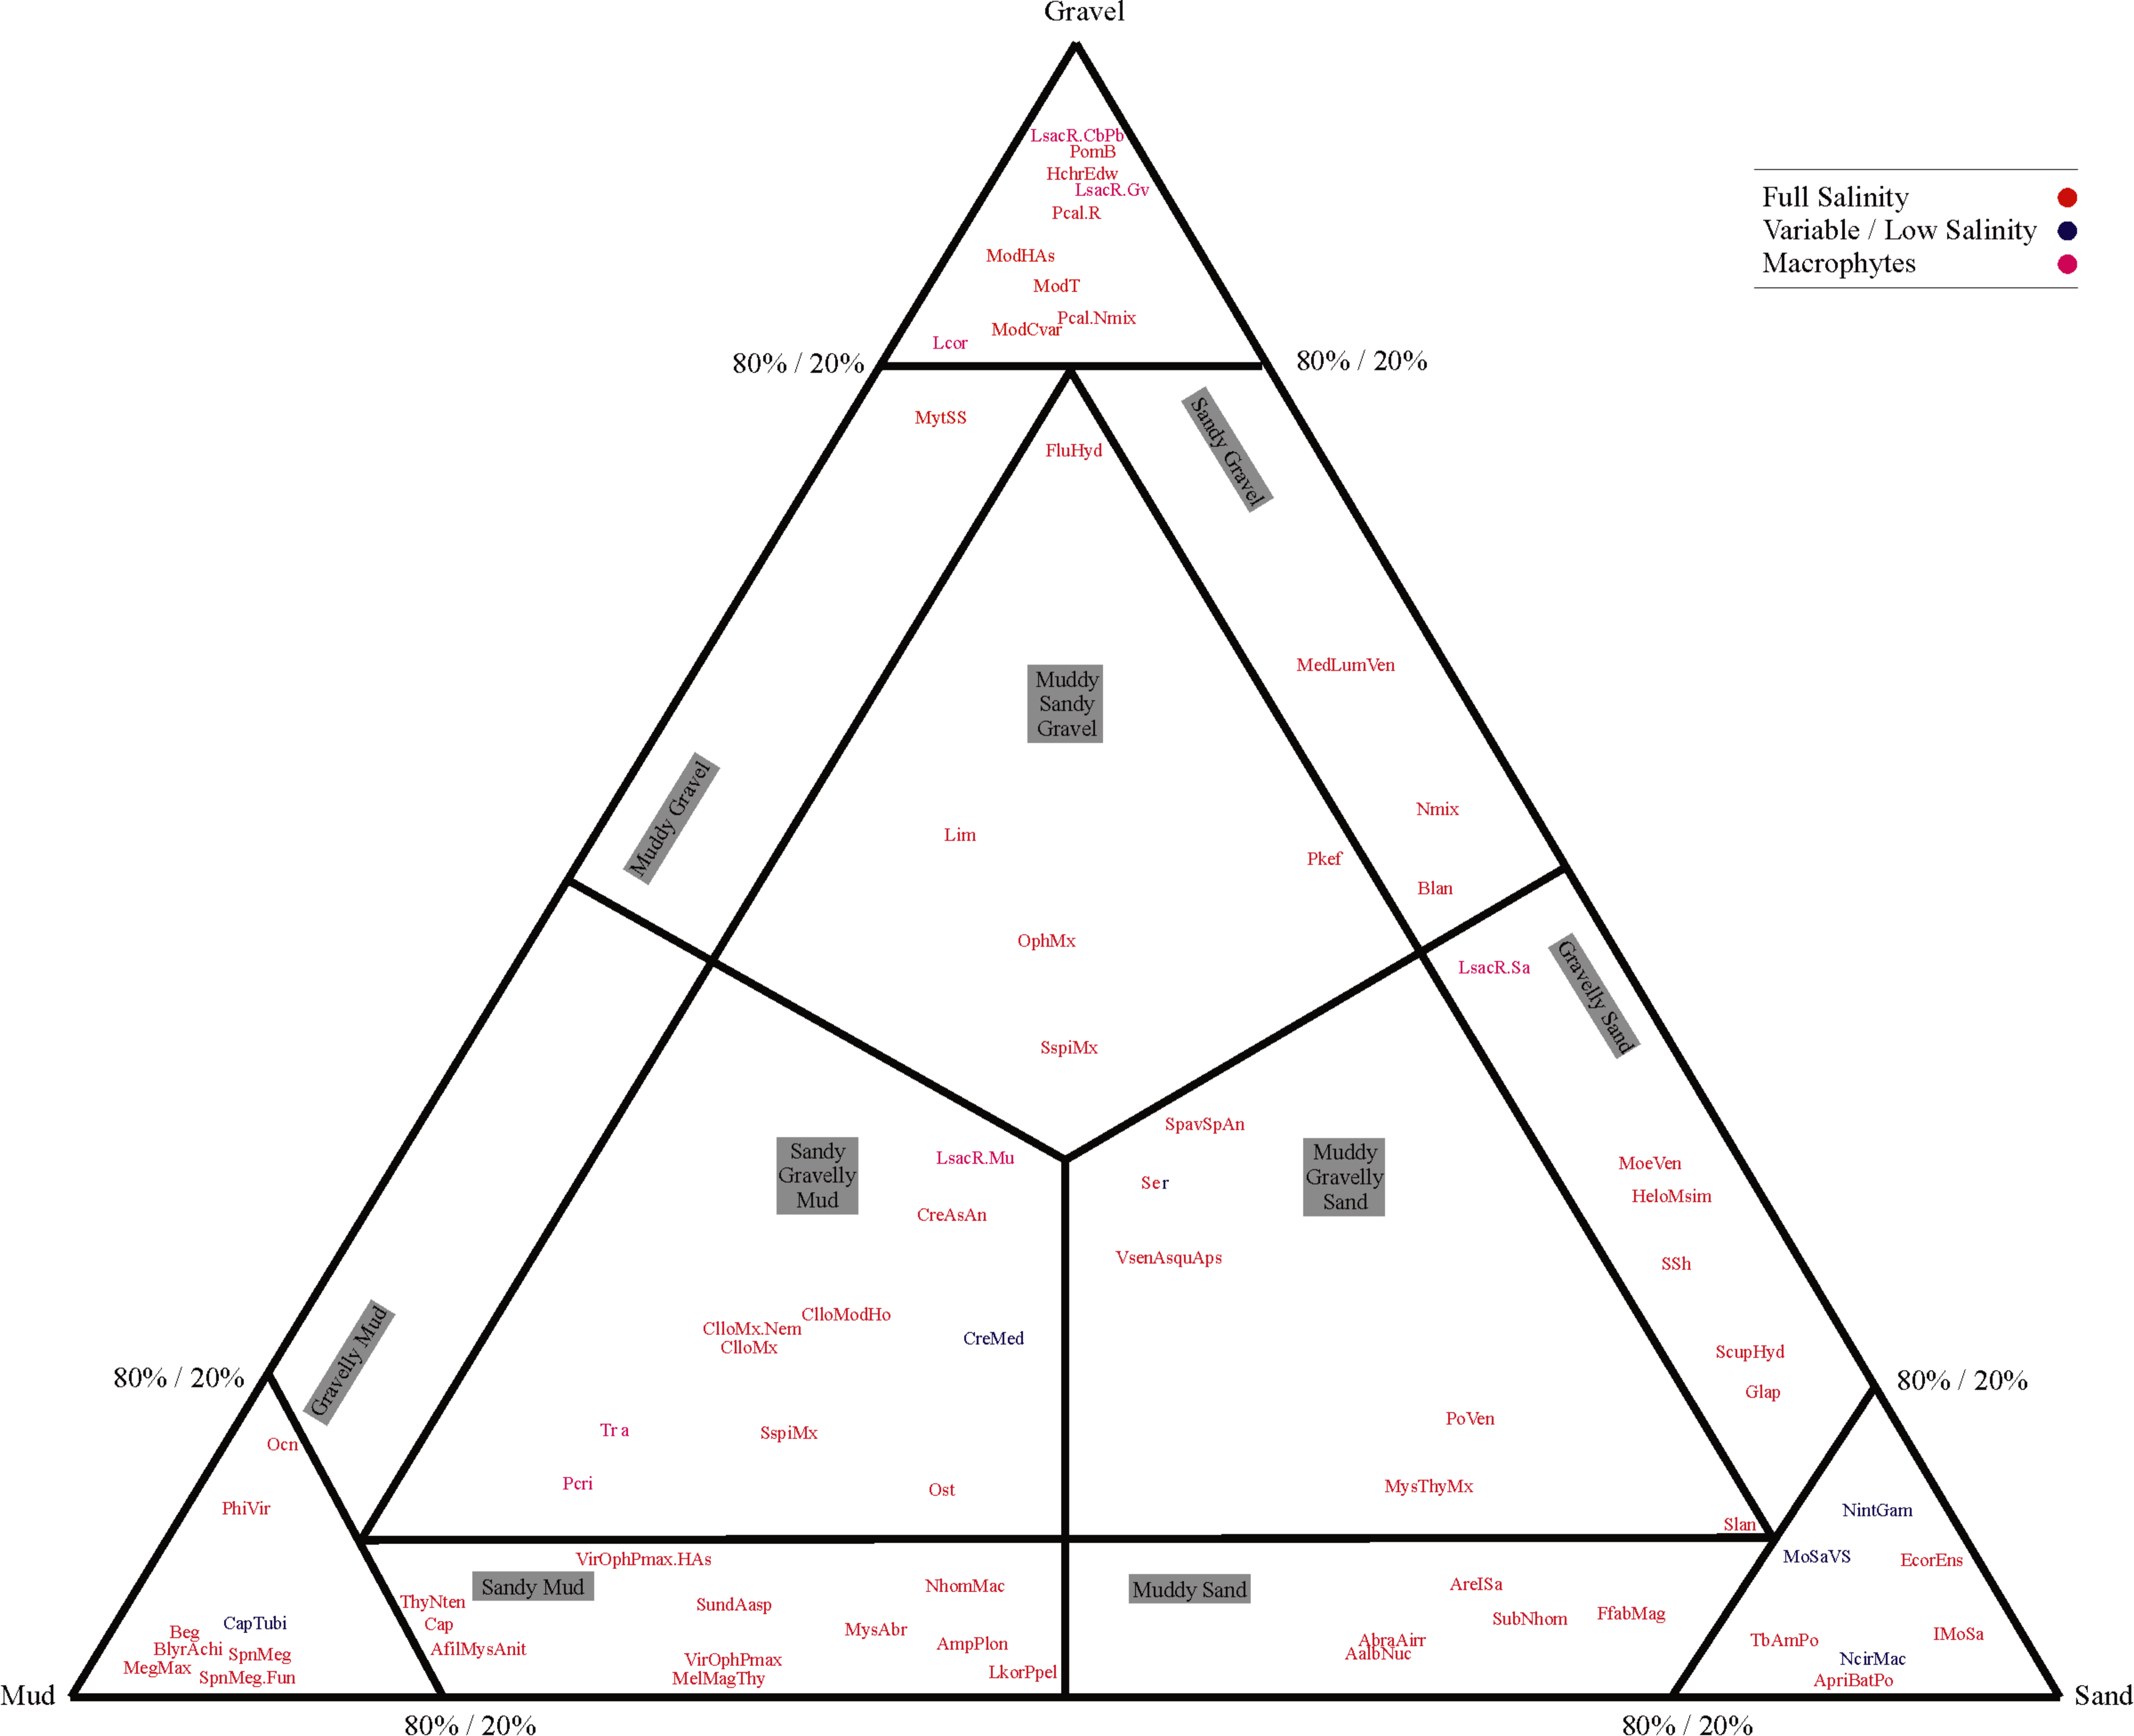 Gravel
LsacR.CbPb
PomB
HchrEdw
LsacR.Gv
Pcal.R
Full Salinity
Variable / Low Salinity
Macrophytes
ModHAs
ModT
Pcal.Nmix
ModCvar
Lcor
80% / 20%
80% / 20%
Sandy Gravel
MytSS
FluHyd
MedLumVen
Muddy
Sandy
Gravel
Muddy Gravel
Nmix
Lim
Pkef
Blan
OphMx
LsacR.Sa
Gravelly Sand
SspiMx
SpavSpAn
Sandy
Gravelly
Mud
LsacR.Mu
Muddy
Gravelly
Sand
MoeVen
Ser
HeloMsim
CreAsAn
VsenAsquAps
SSh
ClloModHo
ClloMx.Nem
ClloMx
CreMed
ScupHyd
Gravelly Mud
80% / 20%
80% / 20%
Glap
PoVen
Tra
SspiMx
Ocn
Pcri
Ost
MysThyMx
PhiVir
NintGam
Slan
VirOphPmax.HAs
MoSaVS
EcorEns
Sandy Mud
NhomMac
Muddy Sand
AreISa
ThyNten
SundAasp
FfabMag
SubNhom
Cap
CapTubi
MysAbr
Beg
IMoSa
AfilMysAnit
AmpPlon
AbraAirr
TbAmPo
BlyrAchi
SpnMeg
AalbNuc
VirOphPmax
NcirMac
MegMax
LkorPpel
SpnMeg.Fun
MelMagThy
ApriBatPo
Mud
Sand
80% / 20%
80% / 20%